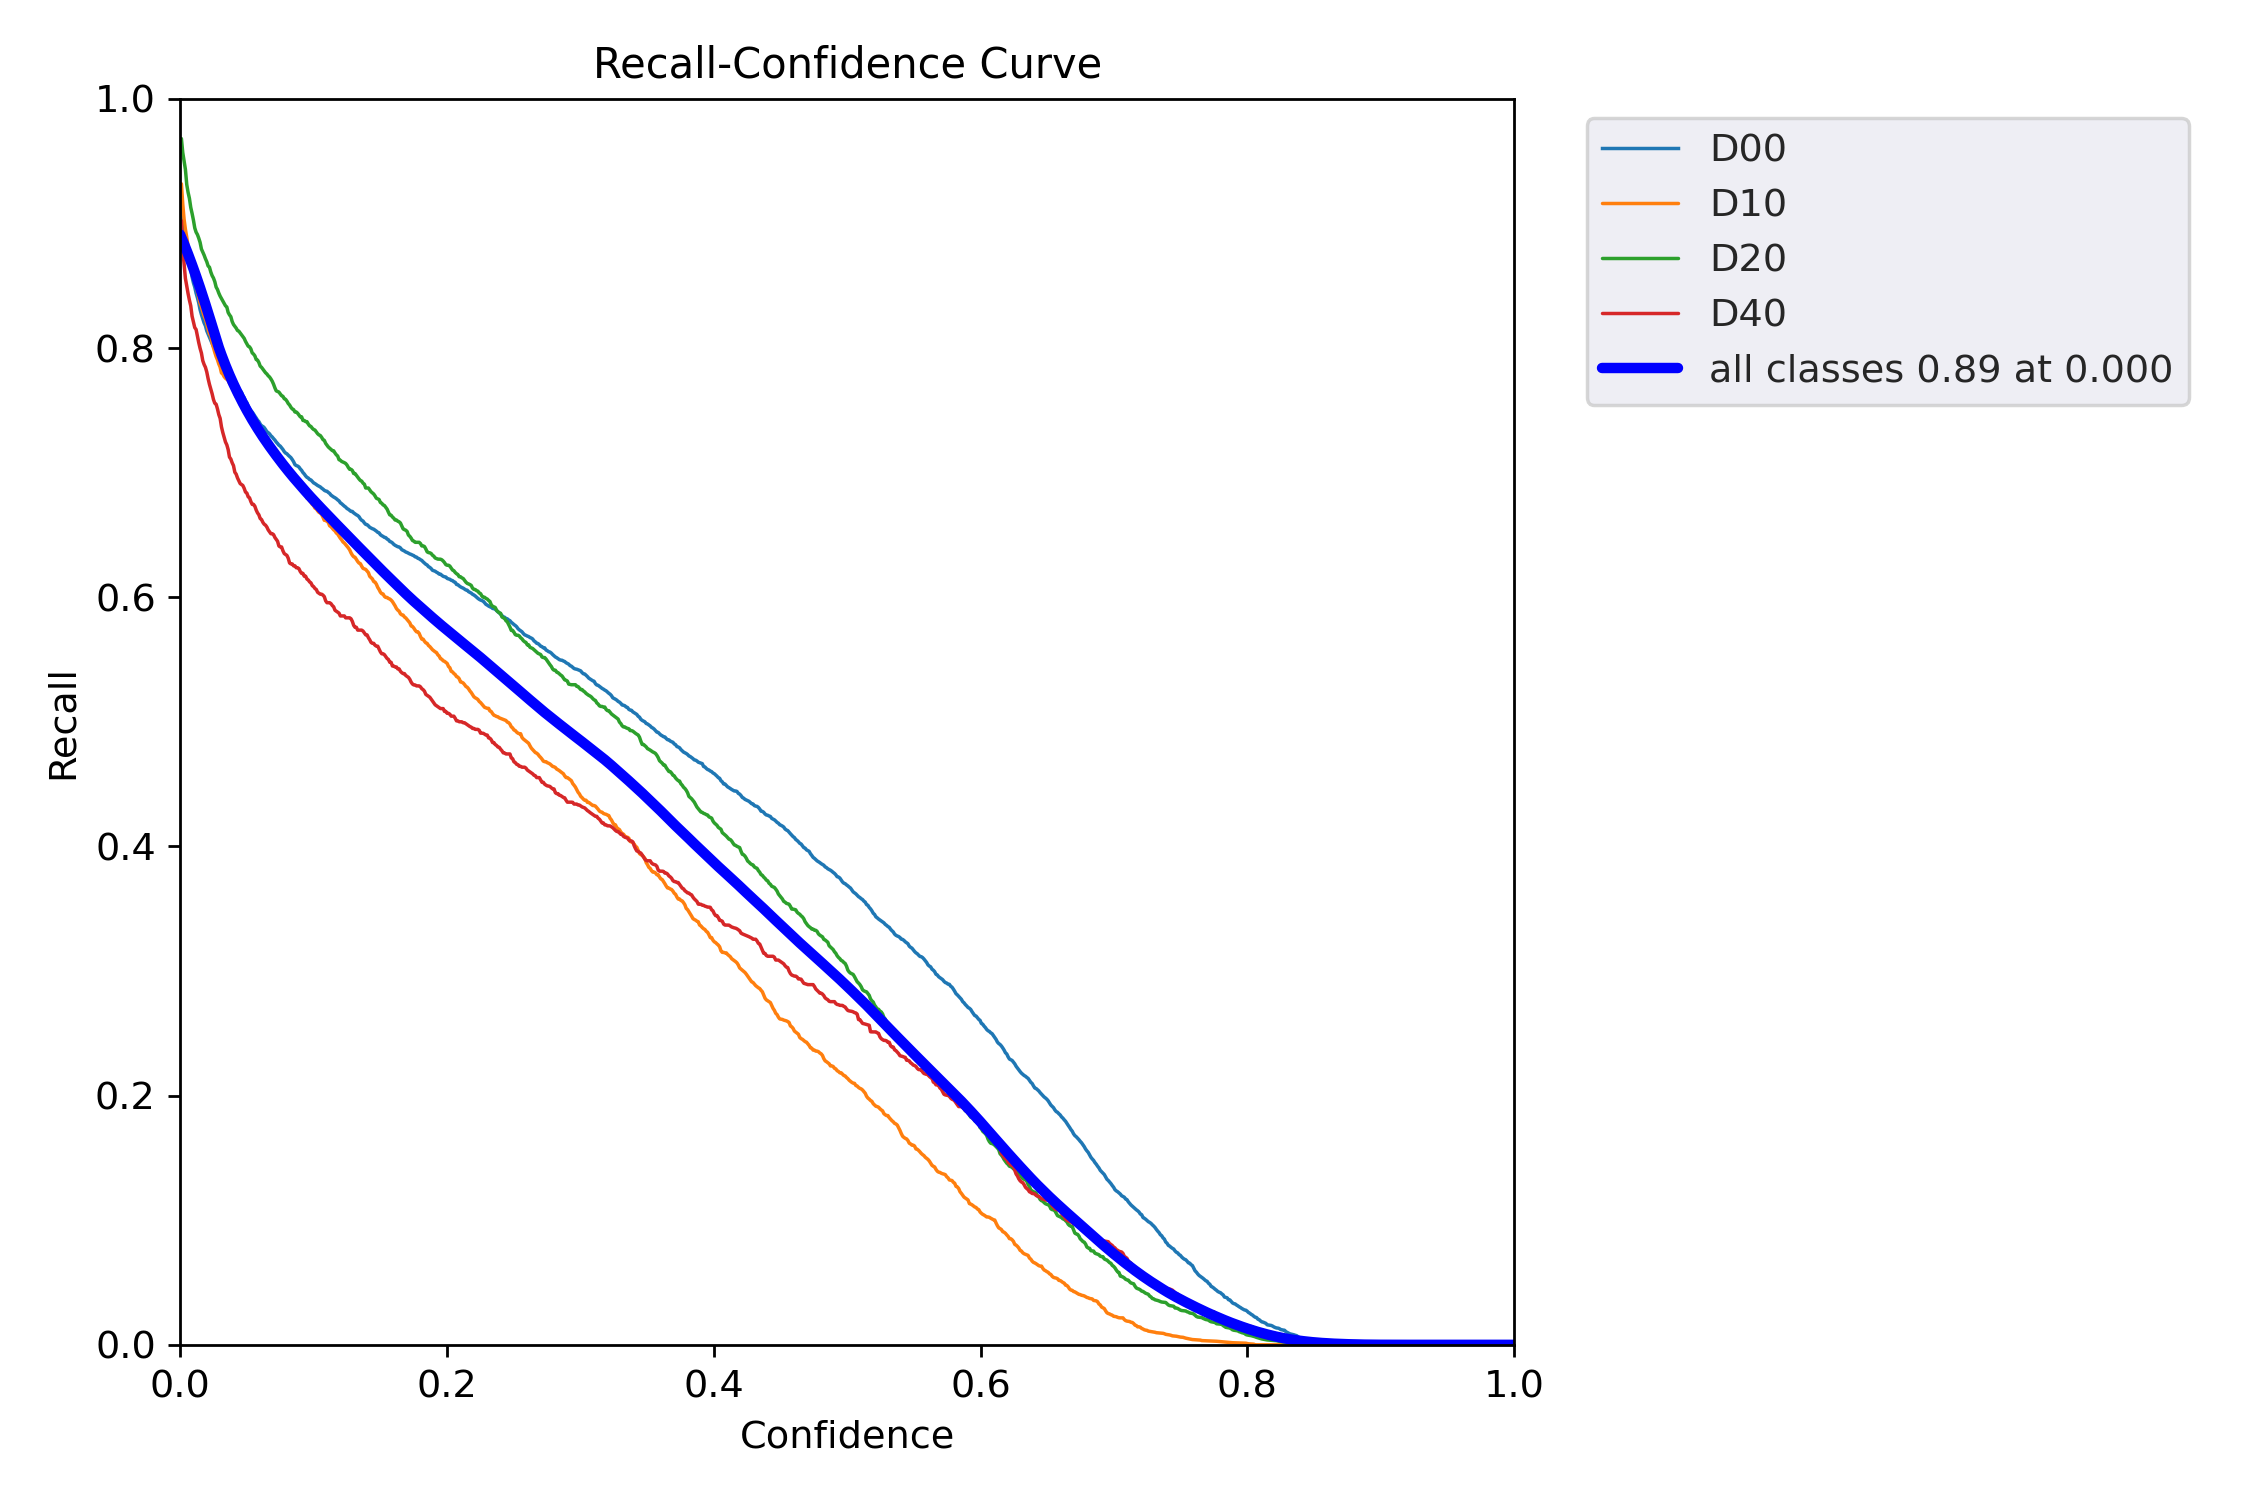 Recall-Confidence Curve
1.0
0.8
0.6
0.4
0.2
0.0
Recall
0.0 0.2 0.4 0.6 0.8 1.0
Confidence
D00
D10
D20
D40
all classes 0.89 at 0.000